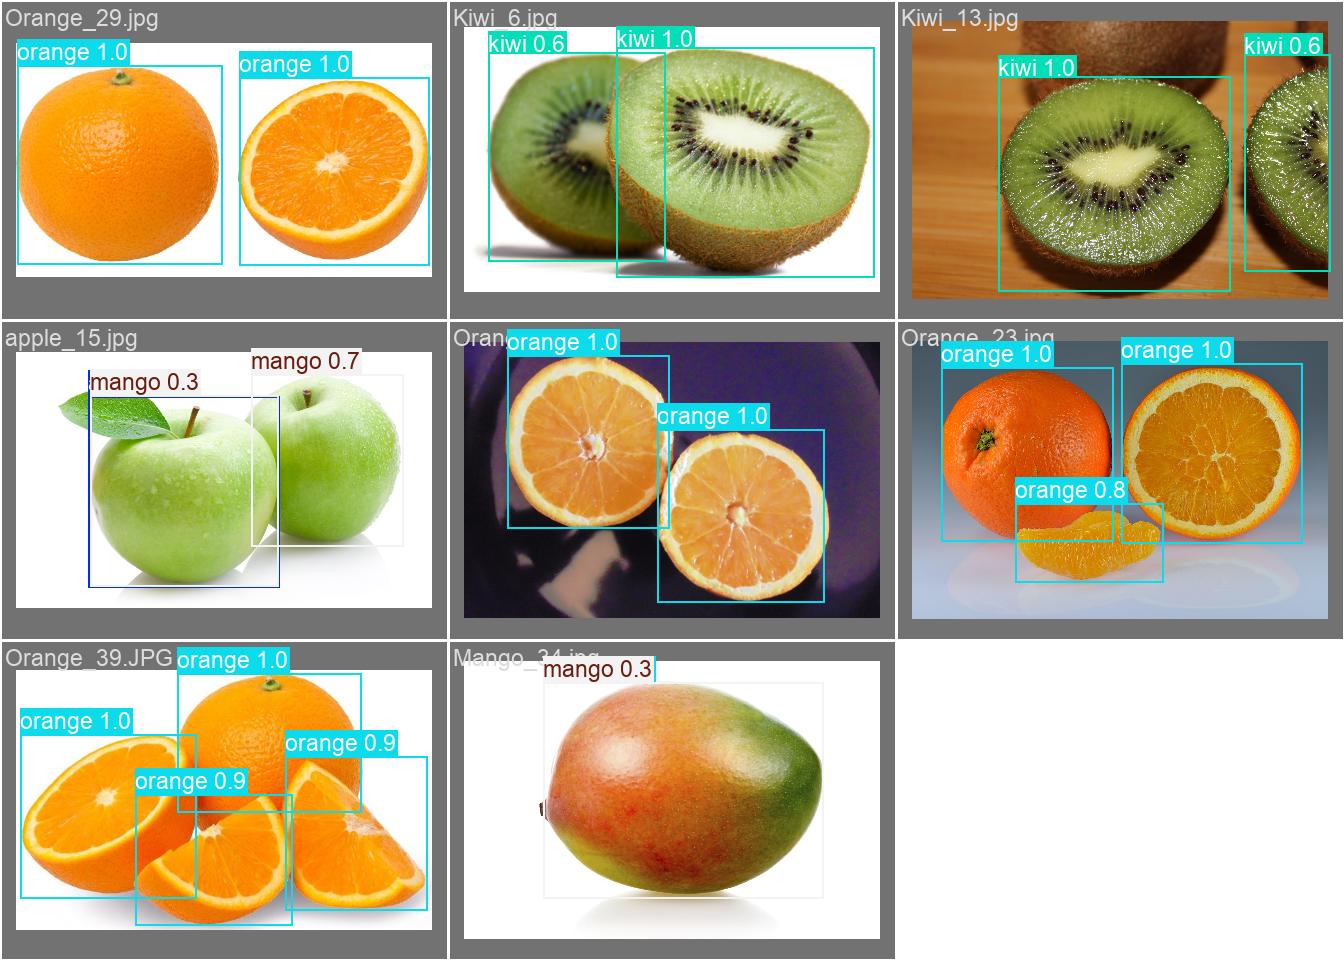 Orange_29.jpg
orange 1.0
orange 1.0
Kiwi_6.jpg
kiwi 0.6
kiwi 1.0
Kiwi_13.jpg
kiwi 1.0
kiwi 0.6
apple_15.jpg
mango 0.3
mango 0.7
orange 1.0
orange 1.0
Orange_23.jpg
orange 1.0
orange 1.0
orange 0.8
Orange_39.JPG
orange 1.0
orange 1.0
orange 0.9
orange 0.9
Mango_34.jpg
mango 0.3